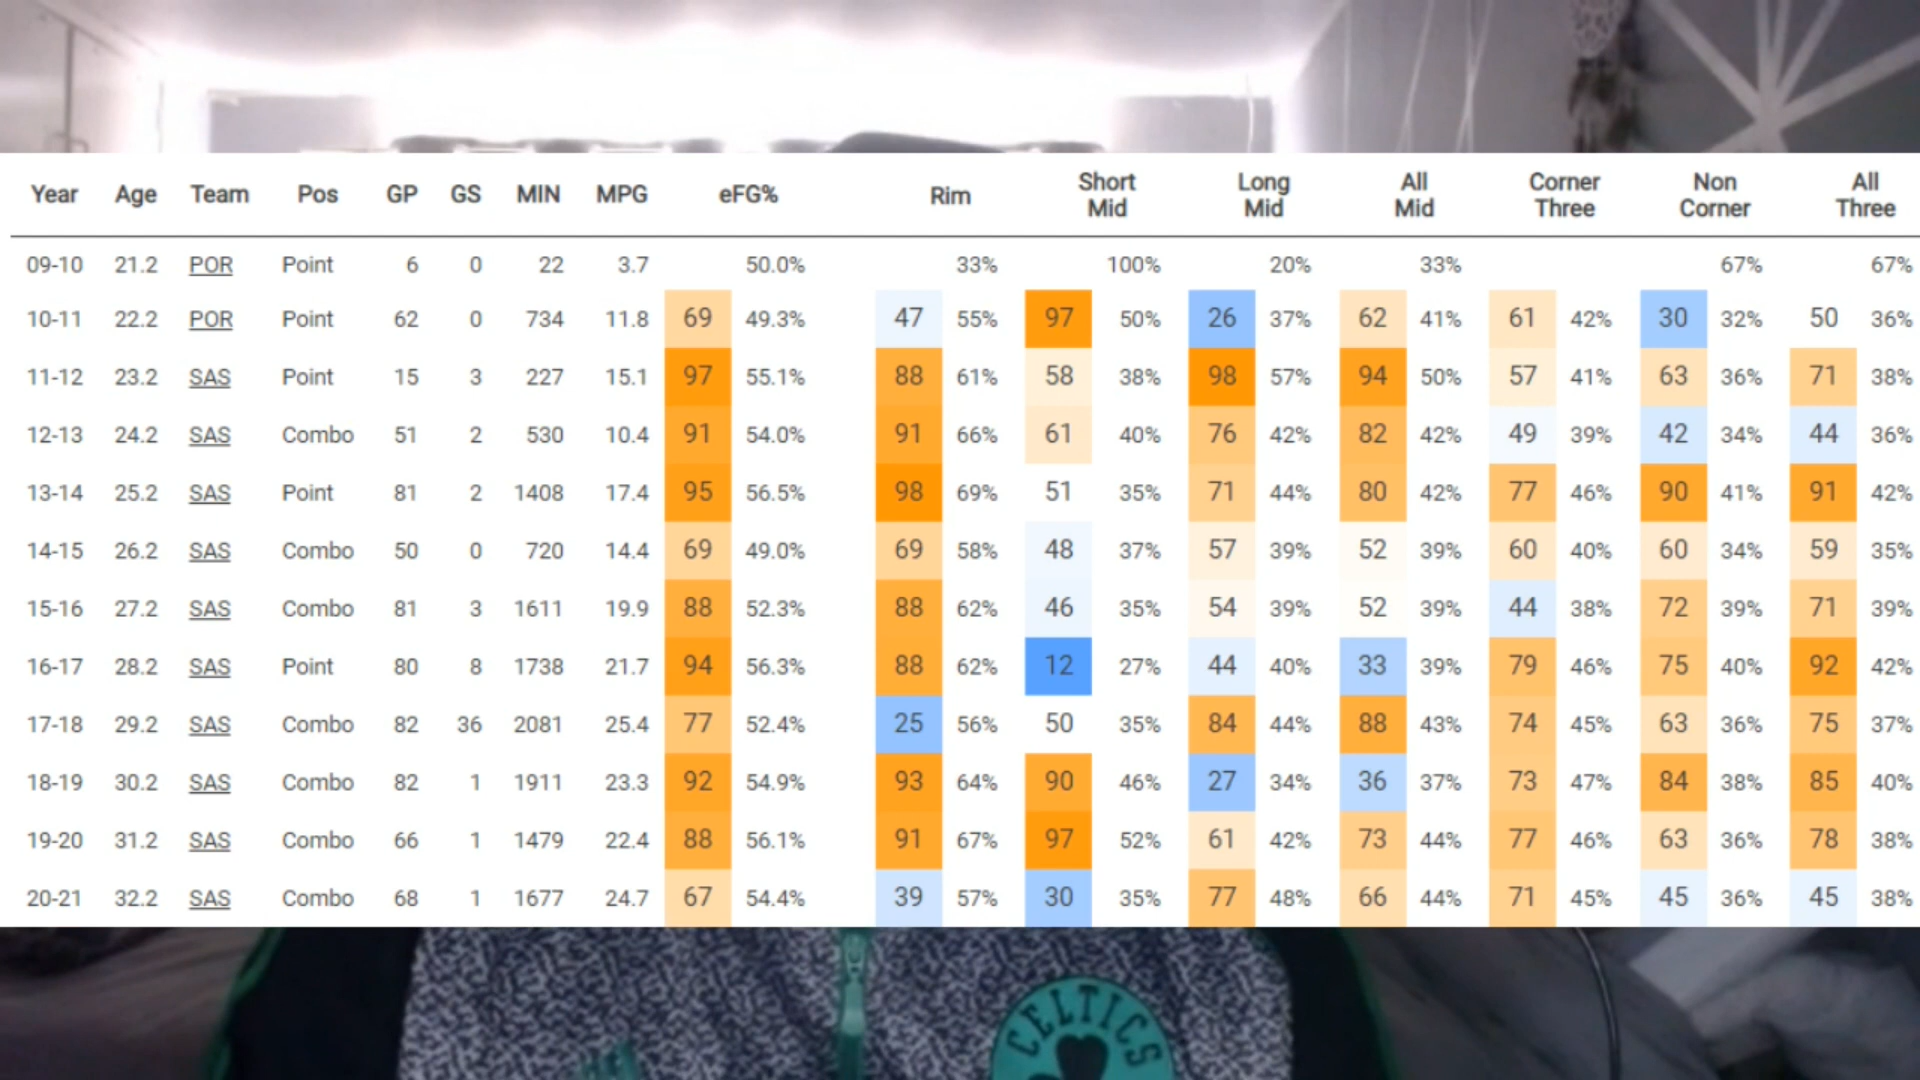 Year Age Team Pos GP GS MIN MPG eFG% Rim Short Mid Long Mid All Mid Corner Three Non Corner All Three
09-10 21.2 POR Point 6 0 22 3.7 50.0% 33% 100% 20% 33% 67% 67%
10-11 22.2 POR Point 62 0 734 11.8 69 49.3% 47 55% 97 50% 26 37% 62 41% 61 42% 30 32% 50 36%
11-12 23.2 SAS Point 15 3 227 15.1 97 55.1% 88 61% 58 38% 98 57% 94 50% 57 41% 63 36% 71 38%
12-13 24.2 SAS Combo 51 2 530 10.4 91 54.0% 91 66% 61 40% 76 42% 82 42% 49 39% 42 34% 44 36%
13-14 25.2 SAS Point 81 2 1408 17.4 95 56.5% 98 69% 51 35% 71 44% 80 42% 77 46% 90 41% 91 42%
14-15 26.2 SAS Combo 50 0 720 14.4 69 49.0% 69 58% 48 37% 57 39% 52 39% 60 40% 60 34% 59 35%
15-16 27.2 SAS Combo 81 3 1611 19.9 88 52.3% 88 62% 46 35% 54 39% 52 39% 44 38% 72 39% 71 39%
16-17 28.2 SAS Point 80 8 1738 21.7 94 56.3% 88 62% 12 27% 44 40% 33 39% 79 46% 75 40% 92 42%
17-18 29.2 SAS Combo 82 36 2081 25.4 77 52.4% 25 56% 50 35% 84 44% 88 43% 74 45% 63 36% 75 37%
18-19 30.2 SAS Combo 82 1 1911 23.3 92 54.9% 93 64% 90 46% 27 34% 36 37% 73 47% 84 38% 85 40%
19-20 31.2 SAS Combo 66 1 1479 22.4 88 56.1% 91 67% 97 52% 61 42% 73 44% 77 46% 63 36% 78 38%
20-21 32.2 SAS Combo 68 1 1677 24.7 67 54.4% 39 57% 30 35% 77 48% 66 44% 71 45% 45 36% 45 38%
CELTICS